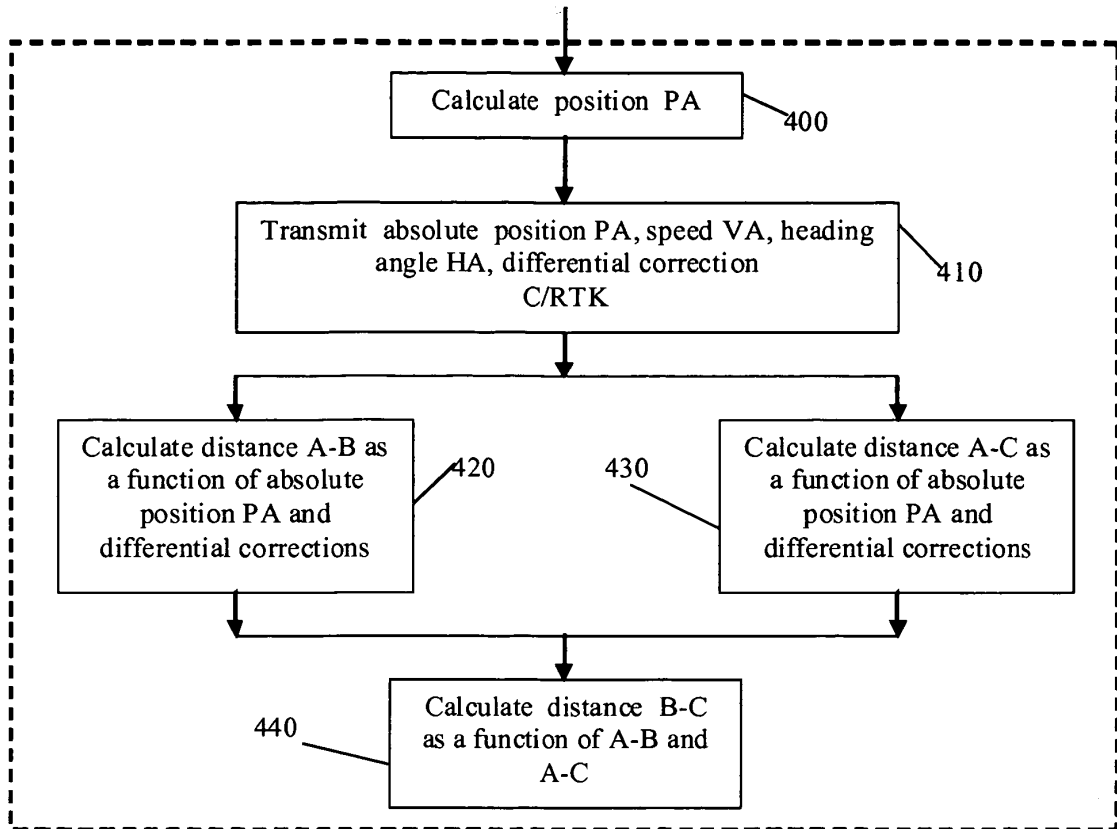 Calculate position PA
400
Transmit absolute position PA, speed VA, heading
angle HA, differential correction
C/RTK
410
Calculate distance A-B as
a function of absolute
position PA and
differential corrections
420
430
Calculate distance A-C as
a function of absolute
position PA and
differential corrections
Calculate distance B-C
as a function of A-B and
A-C
440